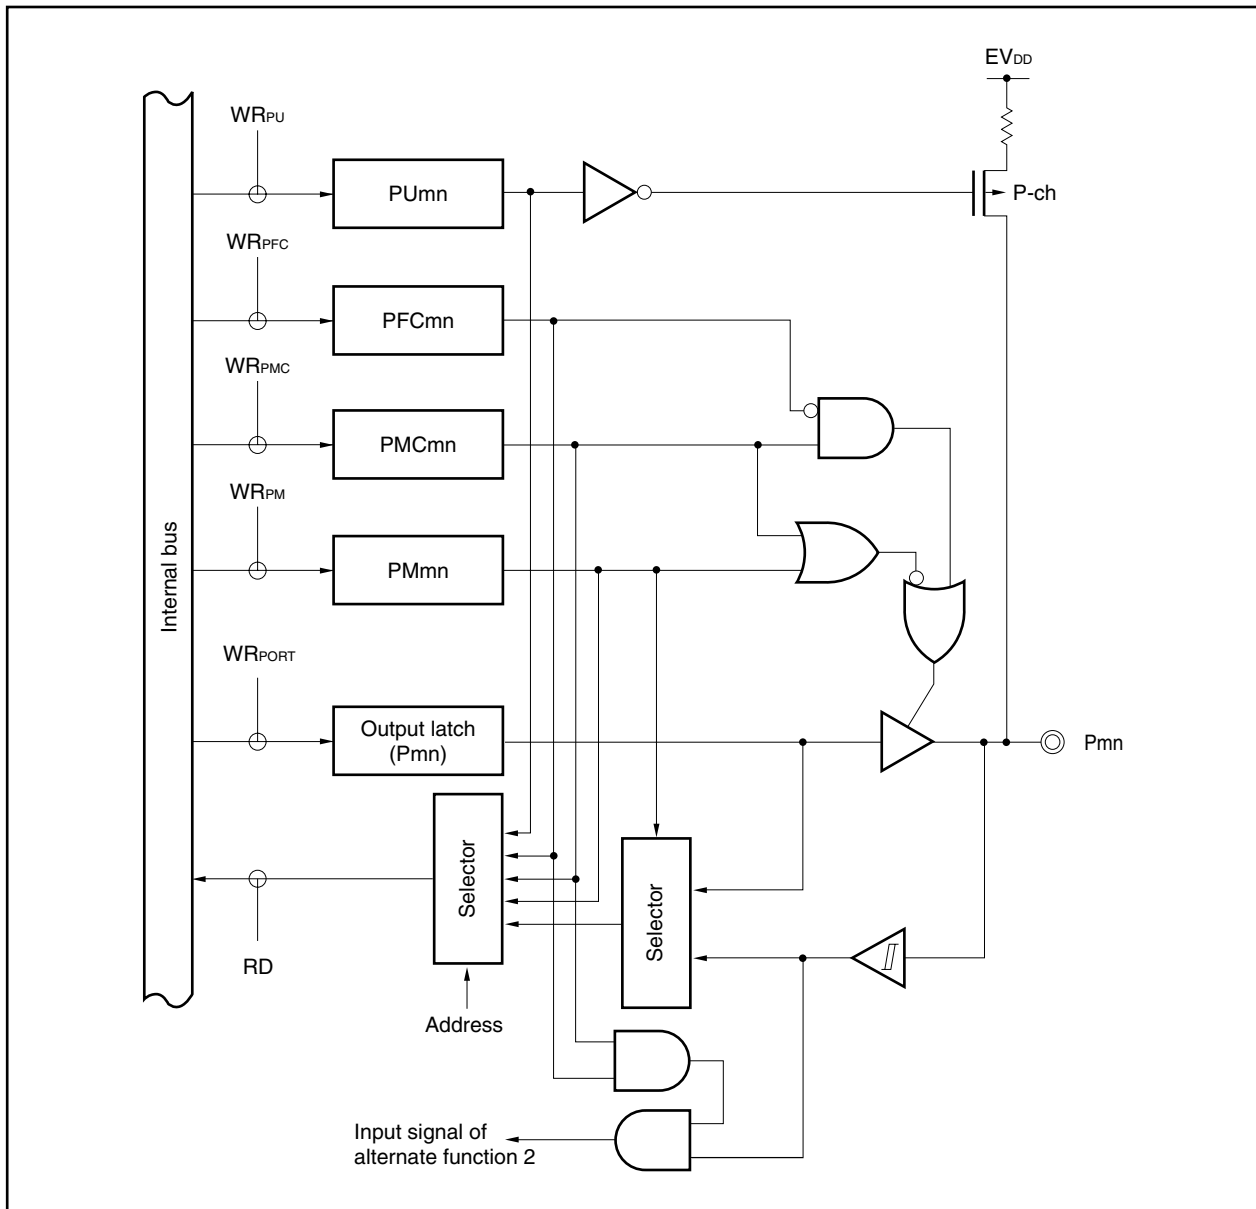 EVDD
WRPU
PUmn
P-ch
WRPFC
PFCmn
WRPMC
PMCmn
WRPM
PMmn
Internal bus
WRPORT
Output latch
(Pmn)
Pmn
Selector
Selector
RD
Address
Input signal of
alternate function 2